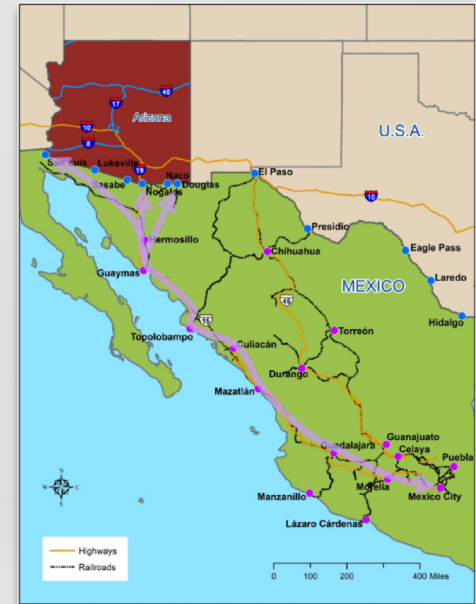 40
17
Arizona
10
8
U.S.A.
San Luis
Lukeville
19
Naco
El Paso
Sasabe
Douglas
Nogales
10
Presidio
Hermosillo
Chihuahua
Eagle Pass
Guaymas
MEXICO
Laredo
45
15
Hidalgo
Topolobampo
Torreón
Culiacán
Durango
Mazatlán
Guanajuato
Guadalajara
Celaya
Puebla
Morelia
Mexico City
Manzanillo
Lázaro Cárdenas
N
W
E
S
Highways
Railroads
0 100 200 400 Miles